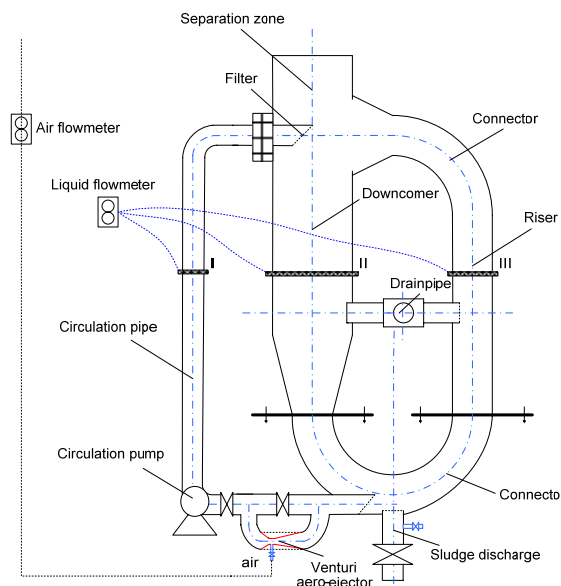 Separation zone
Filter
Air flowmeter
Connector
Liquid flowmeter
Downcomer
Riser
I
II
III
Drainpipe
Circulation pipe
Circulation pump
Connecto
air
Venturi
aero-ejector
Sludge discharge